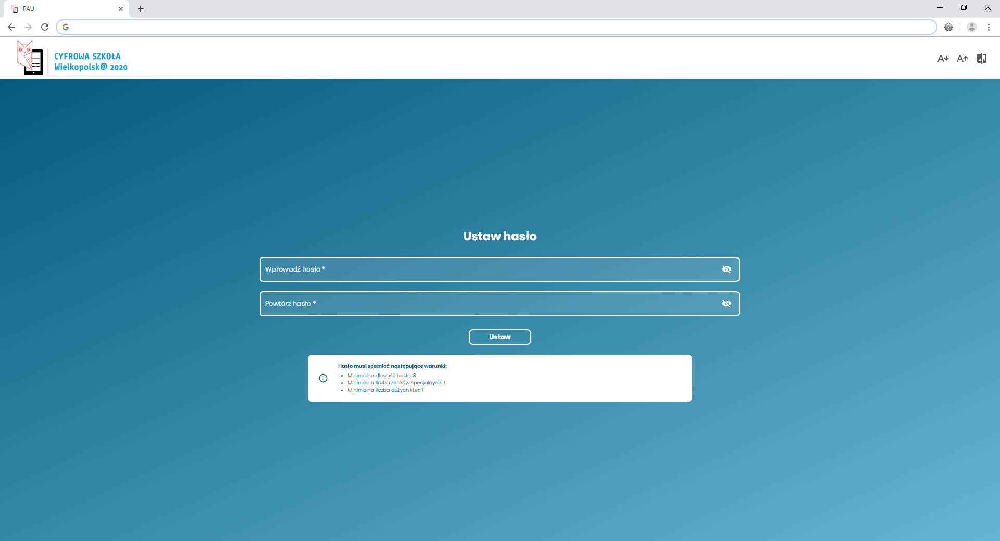 PAU
CYFROWA SZKOŁA
Wielkopolsk@ 2020
A A
Ustaw hasło
Wprowadź hasło *
Powtórz hasło *
Ustaw
Hasło musi spełniać następujące warunki:
• Minimalna długość hasła: 8
• Minimalna liczba znaków specjalnych: 1
• Minimalna liczba dużych liter: 1